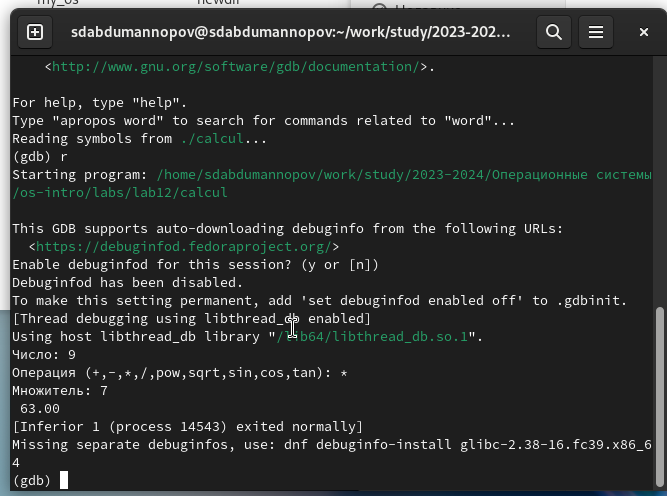 my_os newdir
sdabdumannopov@sdabdumannopov:~/work/study/2023-202...
<http://www.gnu.org/software/gdb/documentation/>.
For help, type "help".
Type "apropos word" to search for commands related to "word"...
Reading symbols from ./calcul...
(gdb) r
Starting program: /home/sdabdumannopov/work/study/2023-2024/Операционные системы
/os-intro/labs/lab12/calcul
This GDB supports auto-downloading debuginfo from the following URLs:
<https://debuginfod.fedoraproject.org/>
Enable debuginfod for this session? (y or [n])
Debuginfod has been disabled.
To make this setting permanent, add 'set debuginfod enabled off' to .gdbinit.
[Thread debugging using libthread_db enabled]
Using host libthread_db library "/lib64/libthread_db.so.1".
Число: 9
Операция (+,-,*,/,pow,sqrt,sin,cos,tan): *
Множитель: 7
63.00
[Inferior 1 (process 14543) exited normally]
Missing separate debuginfos, use: dnf debuginfo-install glibc-2.38-16.fc39.x86_6
4
(gdb)